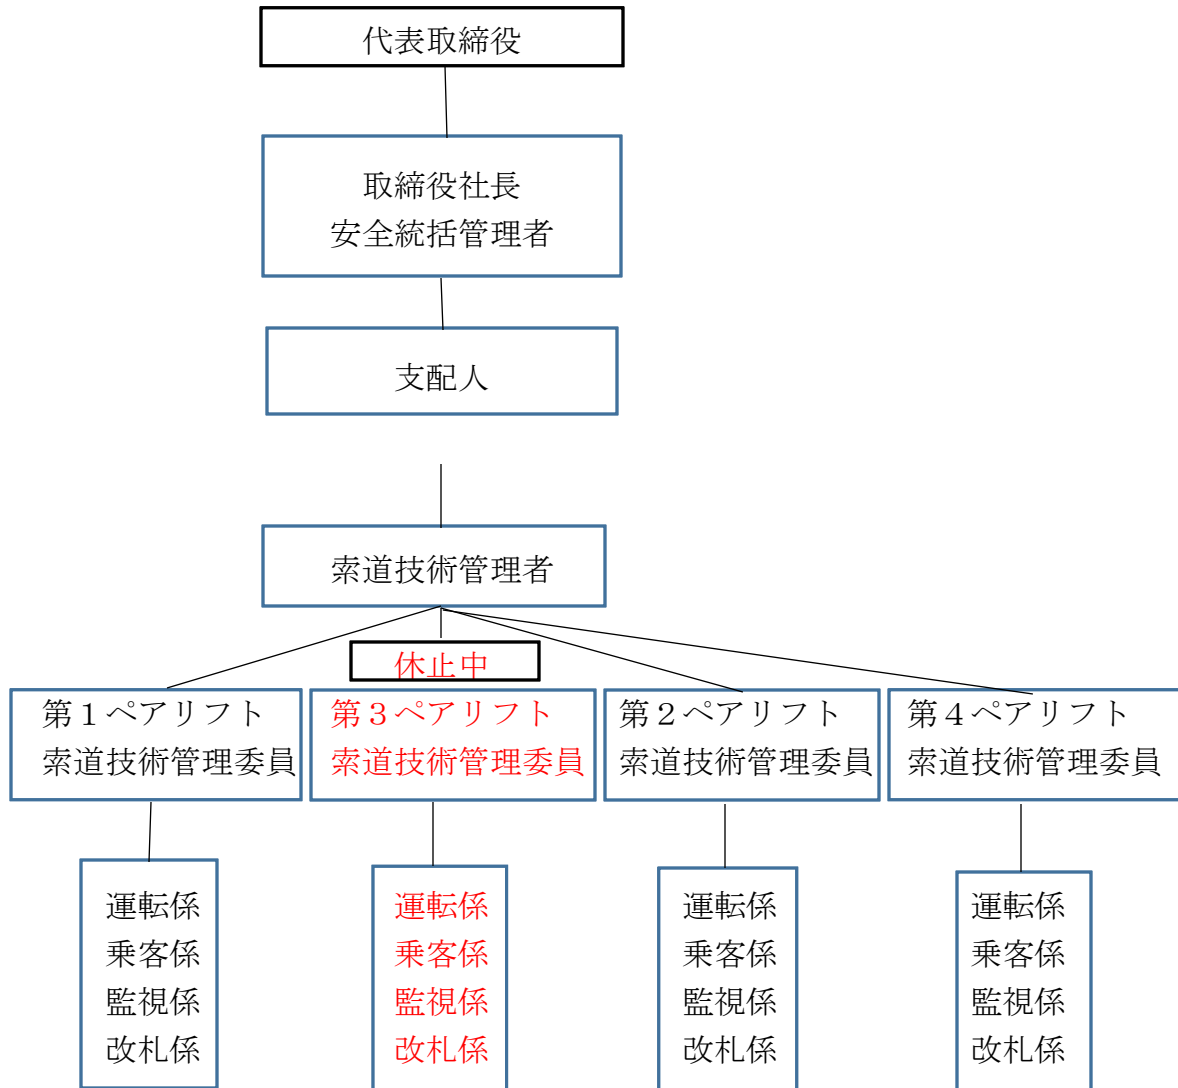 代表取締役
取締役社長
安全統括管理者
支配人
索道技術管理者
休止中
第１ペアリフト
索道技術管理委員
第３ペアリフト
索道技術管理委員
第２ペアリフト
索道技術管理委員
第４ペアリフト
索道技術管理委員
運転係
乗客係
監視係
改札係
運転係
乗客係
監視係
改札係
運転係
乗客係
監視係
改札係
運転係
乗客係
監視係
改札係